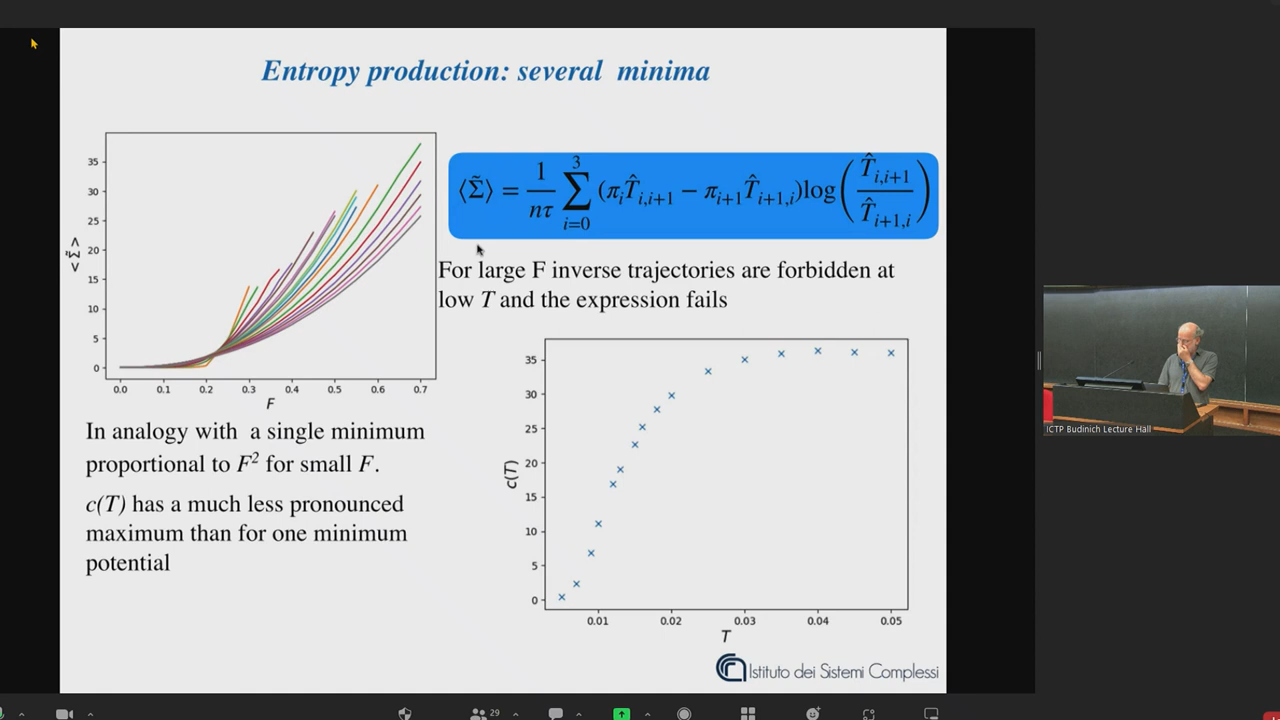 Entropy production: several minima
35
30
25
20
15
10
5
0
< Σ̃ >
0.0 0.1 0.2 0.3 0.4 0.5 0.6 0.7
F
⟨Σ̃⟩ = 1/nτ ∑_{i=0}^{3} (π_i T̂_{i,i+1} − π_{i+1} T̂_{i+1,i}) log( T̂_{i,i+1} / T̂_{i+1,i} )
For large F inverse trajectories are forbidden at
low T and the expression fails
In analogy with a single minimum
proportional to F² for small F.
c(T) has a much less pronounced
maximum than for one minimum
potential
35
30
25
20
15
10
5
0
c(T)
0.01 0.02 0.03 0.04 0.05
T
Istituto dei Sistemi Complessi
ICTP Budinich Lecture Hall
29